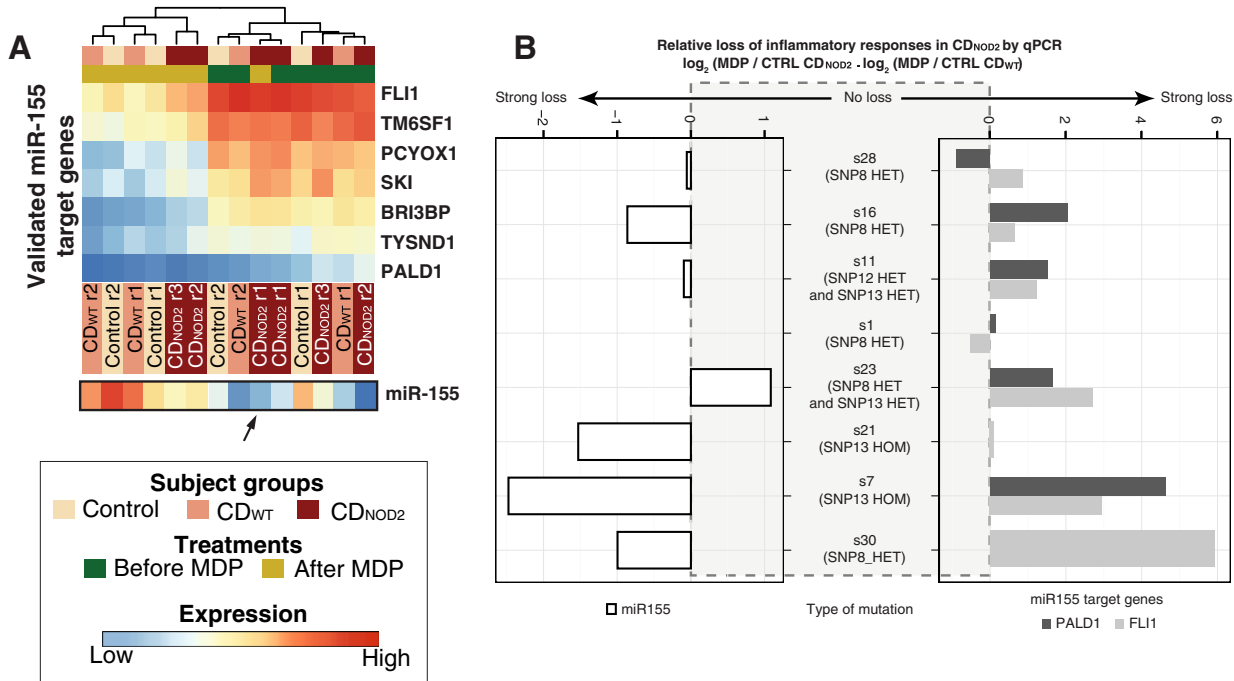 A
Validated miR-155
target genes
FLI1
TM6SF1
PCYOX1
SKI
BRI3BP
TYSND1
PALD1
CDWT r2
Control r2
CDWT r1
Control r1
CDNOD2 r3
CDNOD2 r2
Control r2
CDWT r2
CDNOD2 r1
CDNOD2 r1
Control r1
CDNOD2 r3
CDWT r1
CDNOD2 r2
miR-155
Subject groups
Control CDWT CDNOD2
Treatments
Before MDP After MDP
Expression
Low High
B
Relative loss of inflammatory responses in CDNOD2 by qPCR
log2 (MDP / CTRL CDNOD2 - log2 (MDP / CTRL CDWT)
Strong loss No loss Strong loss
-2 -1 0 1 0 2 4 6
s28
(SNP8 HET)
s16
(SNP8 HET)
s11
(SNP12 HET
and SNP13 HET)
s1
(SNP8 HET)
s23
(SNP8 HET
and SNP13 HET)
s21
(SNP13 HOM)
s7
(SNP13 HOM)
s30
(SNP8_HET)
miR155
Type of mutation
miR155 target genes
PALD1 FLI1